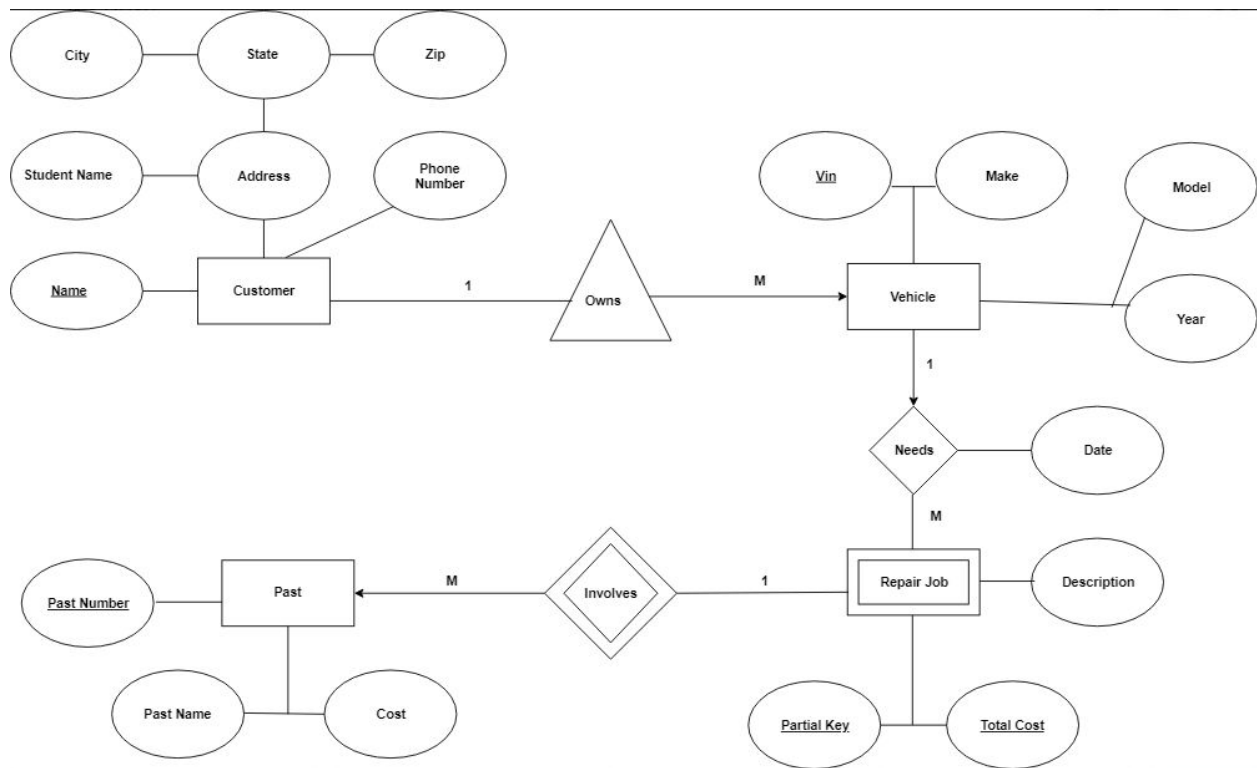 City
State
Zip
Student Name
Address
Phone
Number
Vin
Make
Model
Name
Customer
1
Owns
M
Vehicle
Year
1
Needs
Date
M
Past Number
Past
M
Involves
1
Repair Job
Description
Past Name
Cost
Partial Key
Total Cost